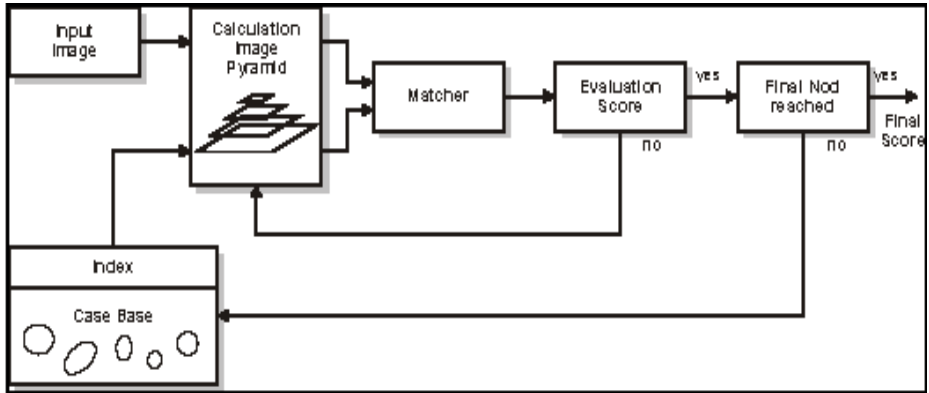 Input
Image
Calculation
Image
Pyramid
Matcher
Evaluation
Score
yes
no
Final Nod
reached
yes
no
Final
Score
Index
Case Base